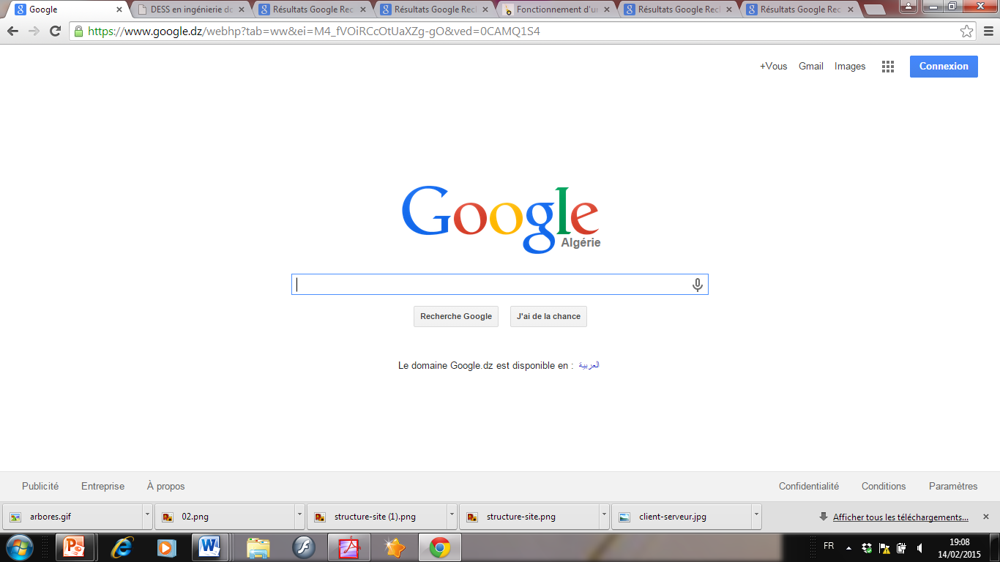 Google
DESS en ingénierie do
Résultats Google Rec
Résultats Google Rech
Fonctionnement d'un
Résultats Google Rech
Résultats Google Rec
https://www.google.dz/webhp?tab=ww&ei=M4_fVOiRCcOtUaXZg-gO&ved=0CAMQ1S4
+Vous Gmail Images Connexion
Google
Algérie
Recherche Google J'ai de la chance
Le domaine Google.dz est disponible en : العربية
Publicité Entreprise À propos Confidentialité Conditions Paramètres
arbores.gif 02.png structure-site (1).png structure-site.png client-serveur.jpg Afficher tous les téléchargements...
FR 19:08
14/02/2015